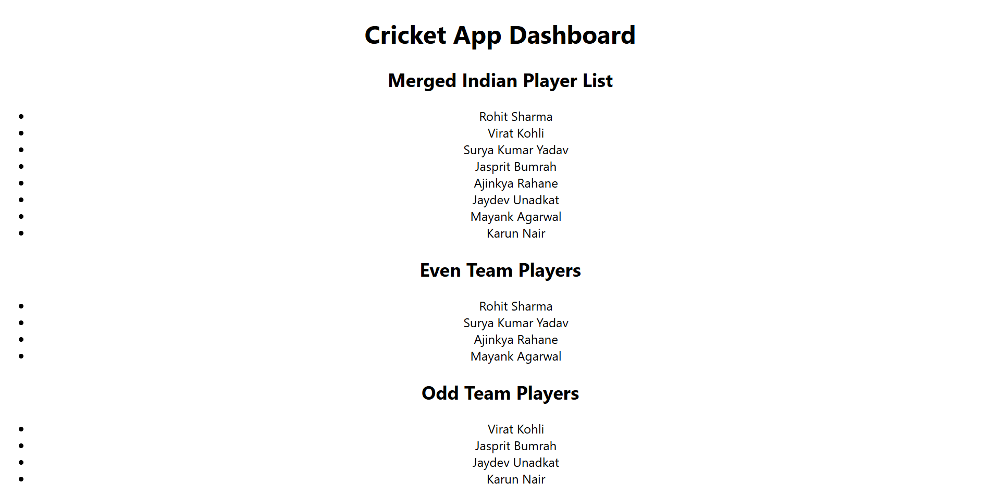 Cricket App Dashboard
Merged Indian Player List
Rohit Sharma
Virat Kohli
Surya Kumar Yadav
Jasprit Bumrah
Ajinkya Rahane
Jaydev Unadkat
Mayank Agarwal
Karun Nair
Even Team Players
Rohit Sharma
Surya Kumar Yadav
Ajinkya Rahane
Mayank Agarwal
Odd Team Players
Virat Kohli
Jasprit Bumrah
Jaydev Unadkat
Karun Nair